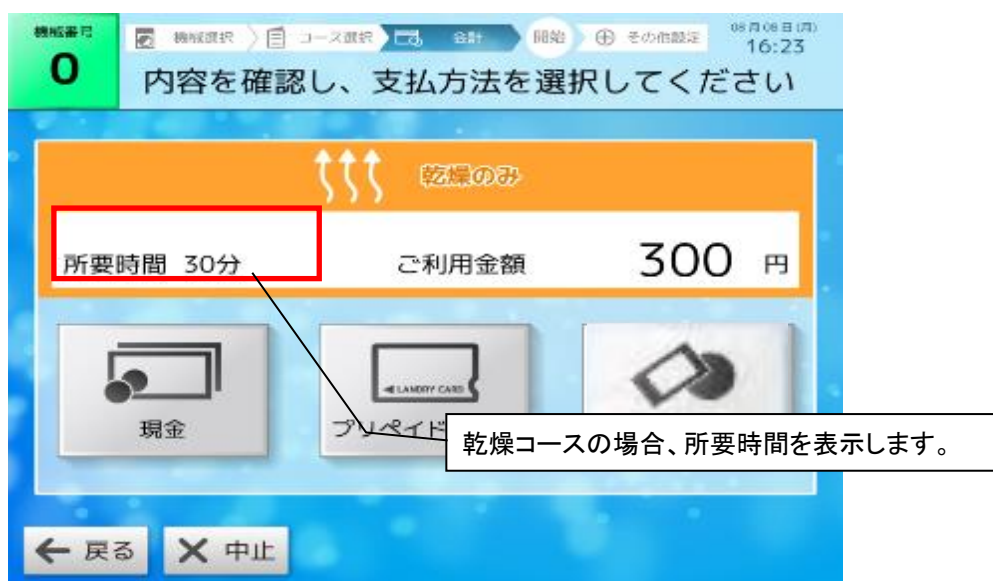 機械番号
0
機械選択
コース選択
会計
開始
その他設定
16:23
内容を確認し、支払方法を選択してください
乾燥のみ
所要時間 30分
ご利用金額 300 円
LANDRY CARD
現金
プリペイド
乾燥コースの場合、所要時間を表示します。
戻る
中止